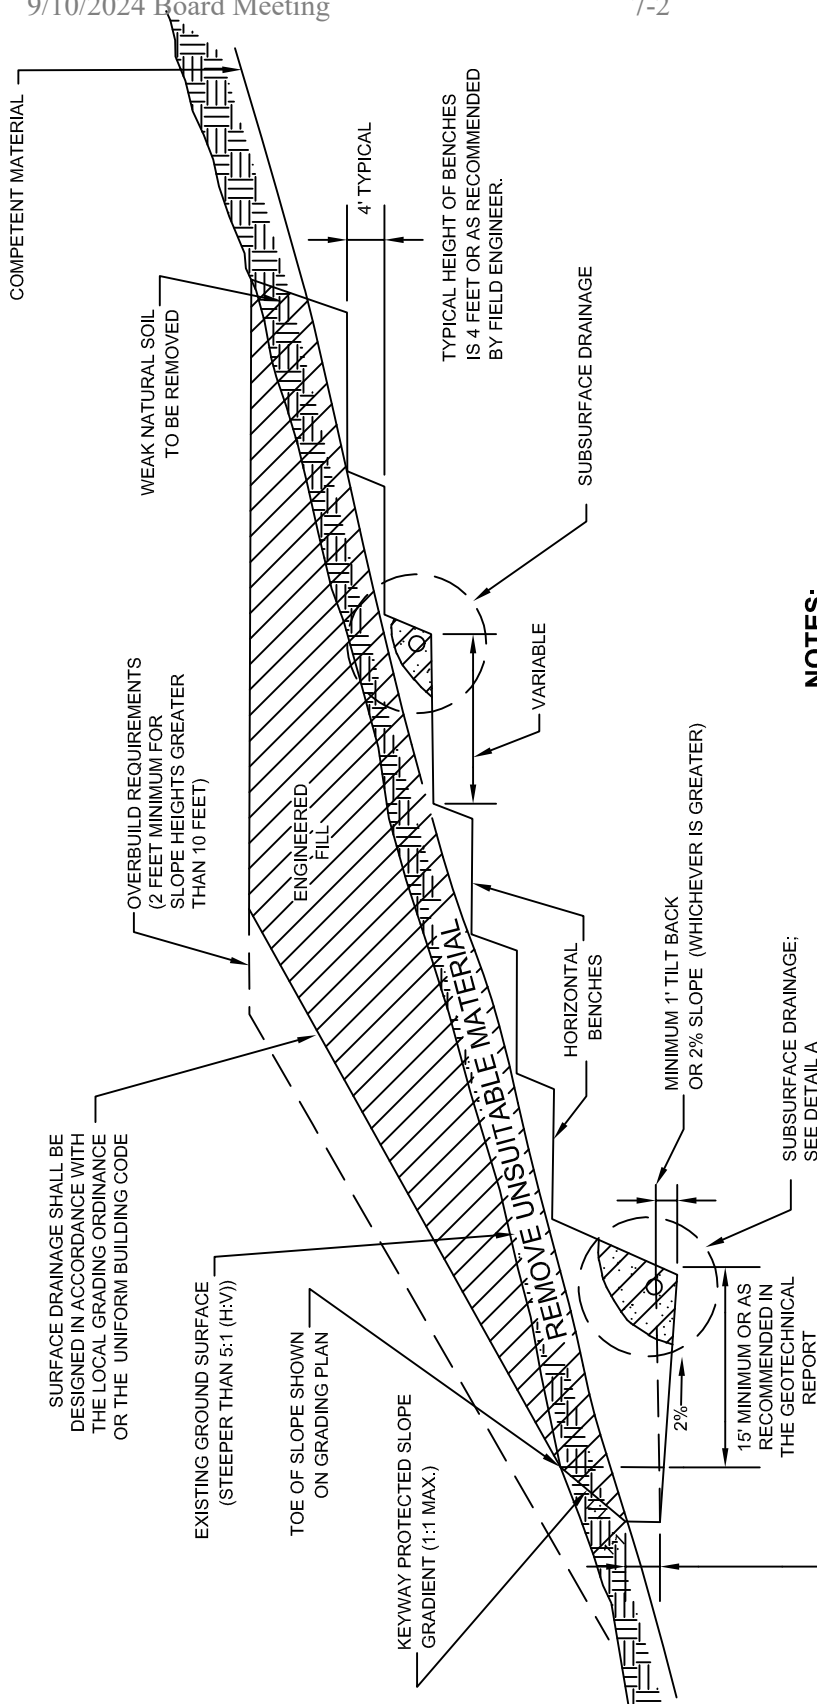 9/10/2024 Board Meeting
7-2
COMPETENT MATERIAL
4' TYPICAL
TYPICAL HEIGHT OF BENCHES
IS 4 FEET OR AS RECOMMENDED
BY FIELD ENGINEER.
WEAK NATURAL SOIL
TO BE REMOVED
SUBSURFACE DRAINAGE
OVERBUILD REQUIREMENTS
(2 FEET MINIMUM FOR
SLOPE HEIGHTS GREATER
THAN 10 FEET)
ENGINEERED
FILL
VARIABLE
NOTES:
REMOVE UNSUITABLE MATERIAL
HORIZONTAL
BENCHES
MINIMUM 1' TILT BACK
OR 2% SLOPE (WHICHEVER IS GREATER)
SUBSURFACE DRAINAGE;
SEE DETAIL A
SURFACE DRAINAGE SHALL BE
DESIGNED IN ACCORDANCE WITH
THE LOCAL GRADING ORDINANCE
OR THE UNIFORM BUILDING CODE
EXISTING GROUND SURFACE
(STEEPER THAN 5:1 (H:V))
TOE OF SLOPE SHOWN
ON GRADING PLAN
KEYWAY PROTECTED SLOPE
GRADIENT (1:1 MAX.)
2%
15' MINIMUM OR AS
RECOMMENDED IN
THE GEOTECHNICAL
REPORT